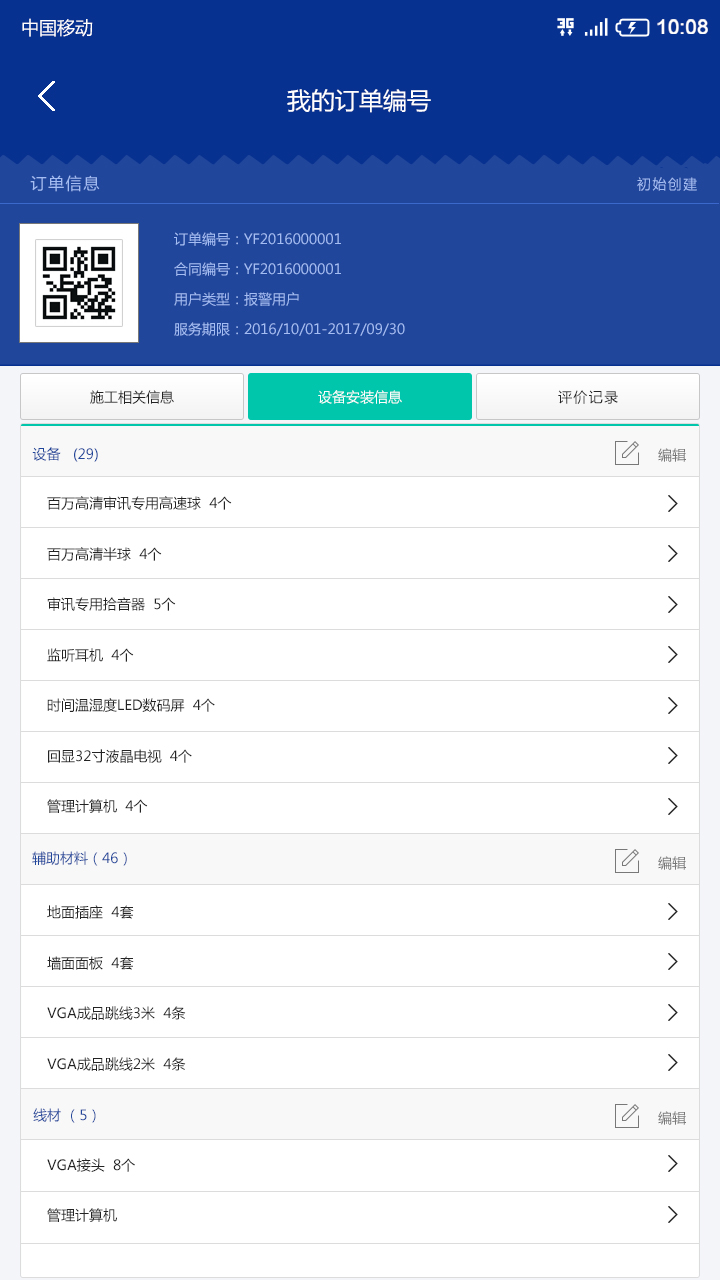 中国移动 3G 10:08
我的订单编号
订单信息 初始创建
订单编号：YF2016000001
合同编号：YF2016000001
用户类型：报警用户
服务期限：2016/10/01-2017/09/30
施工相关信息 设备安装信息 评价记录
设备 (29) 编辑
百万高清审讯专用高速球 4个
百万高清半球 4个
审讯专用拾音器 5个
监听耳机 4个
时间温湿度LED数码屏 4个
回显32寸液晶电视 4个
管理计算机 4个
辅助材料（46） 编辑
地面插座 4套
墙面面板 4套
VGA成品跳线3米 4条
VGA成品跳线2米 4条
线材（5） 编辑
VGA接头 8个
管理计算机